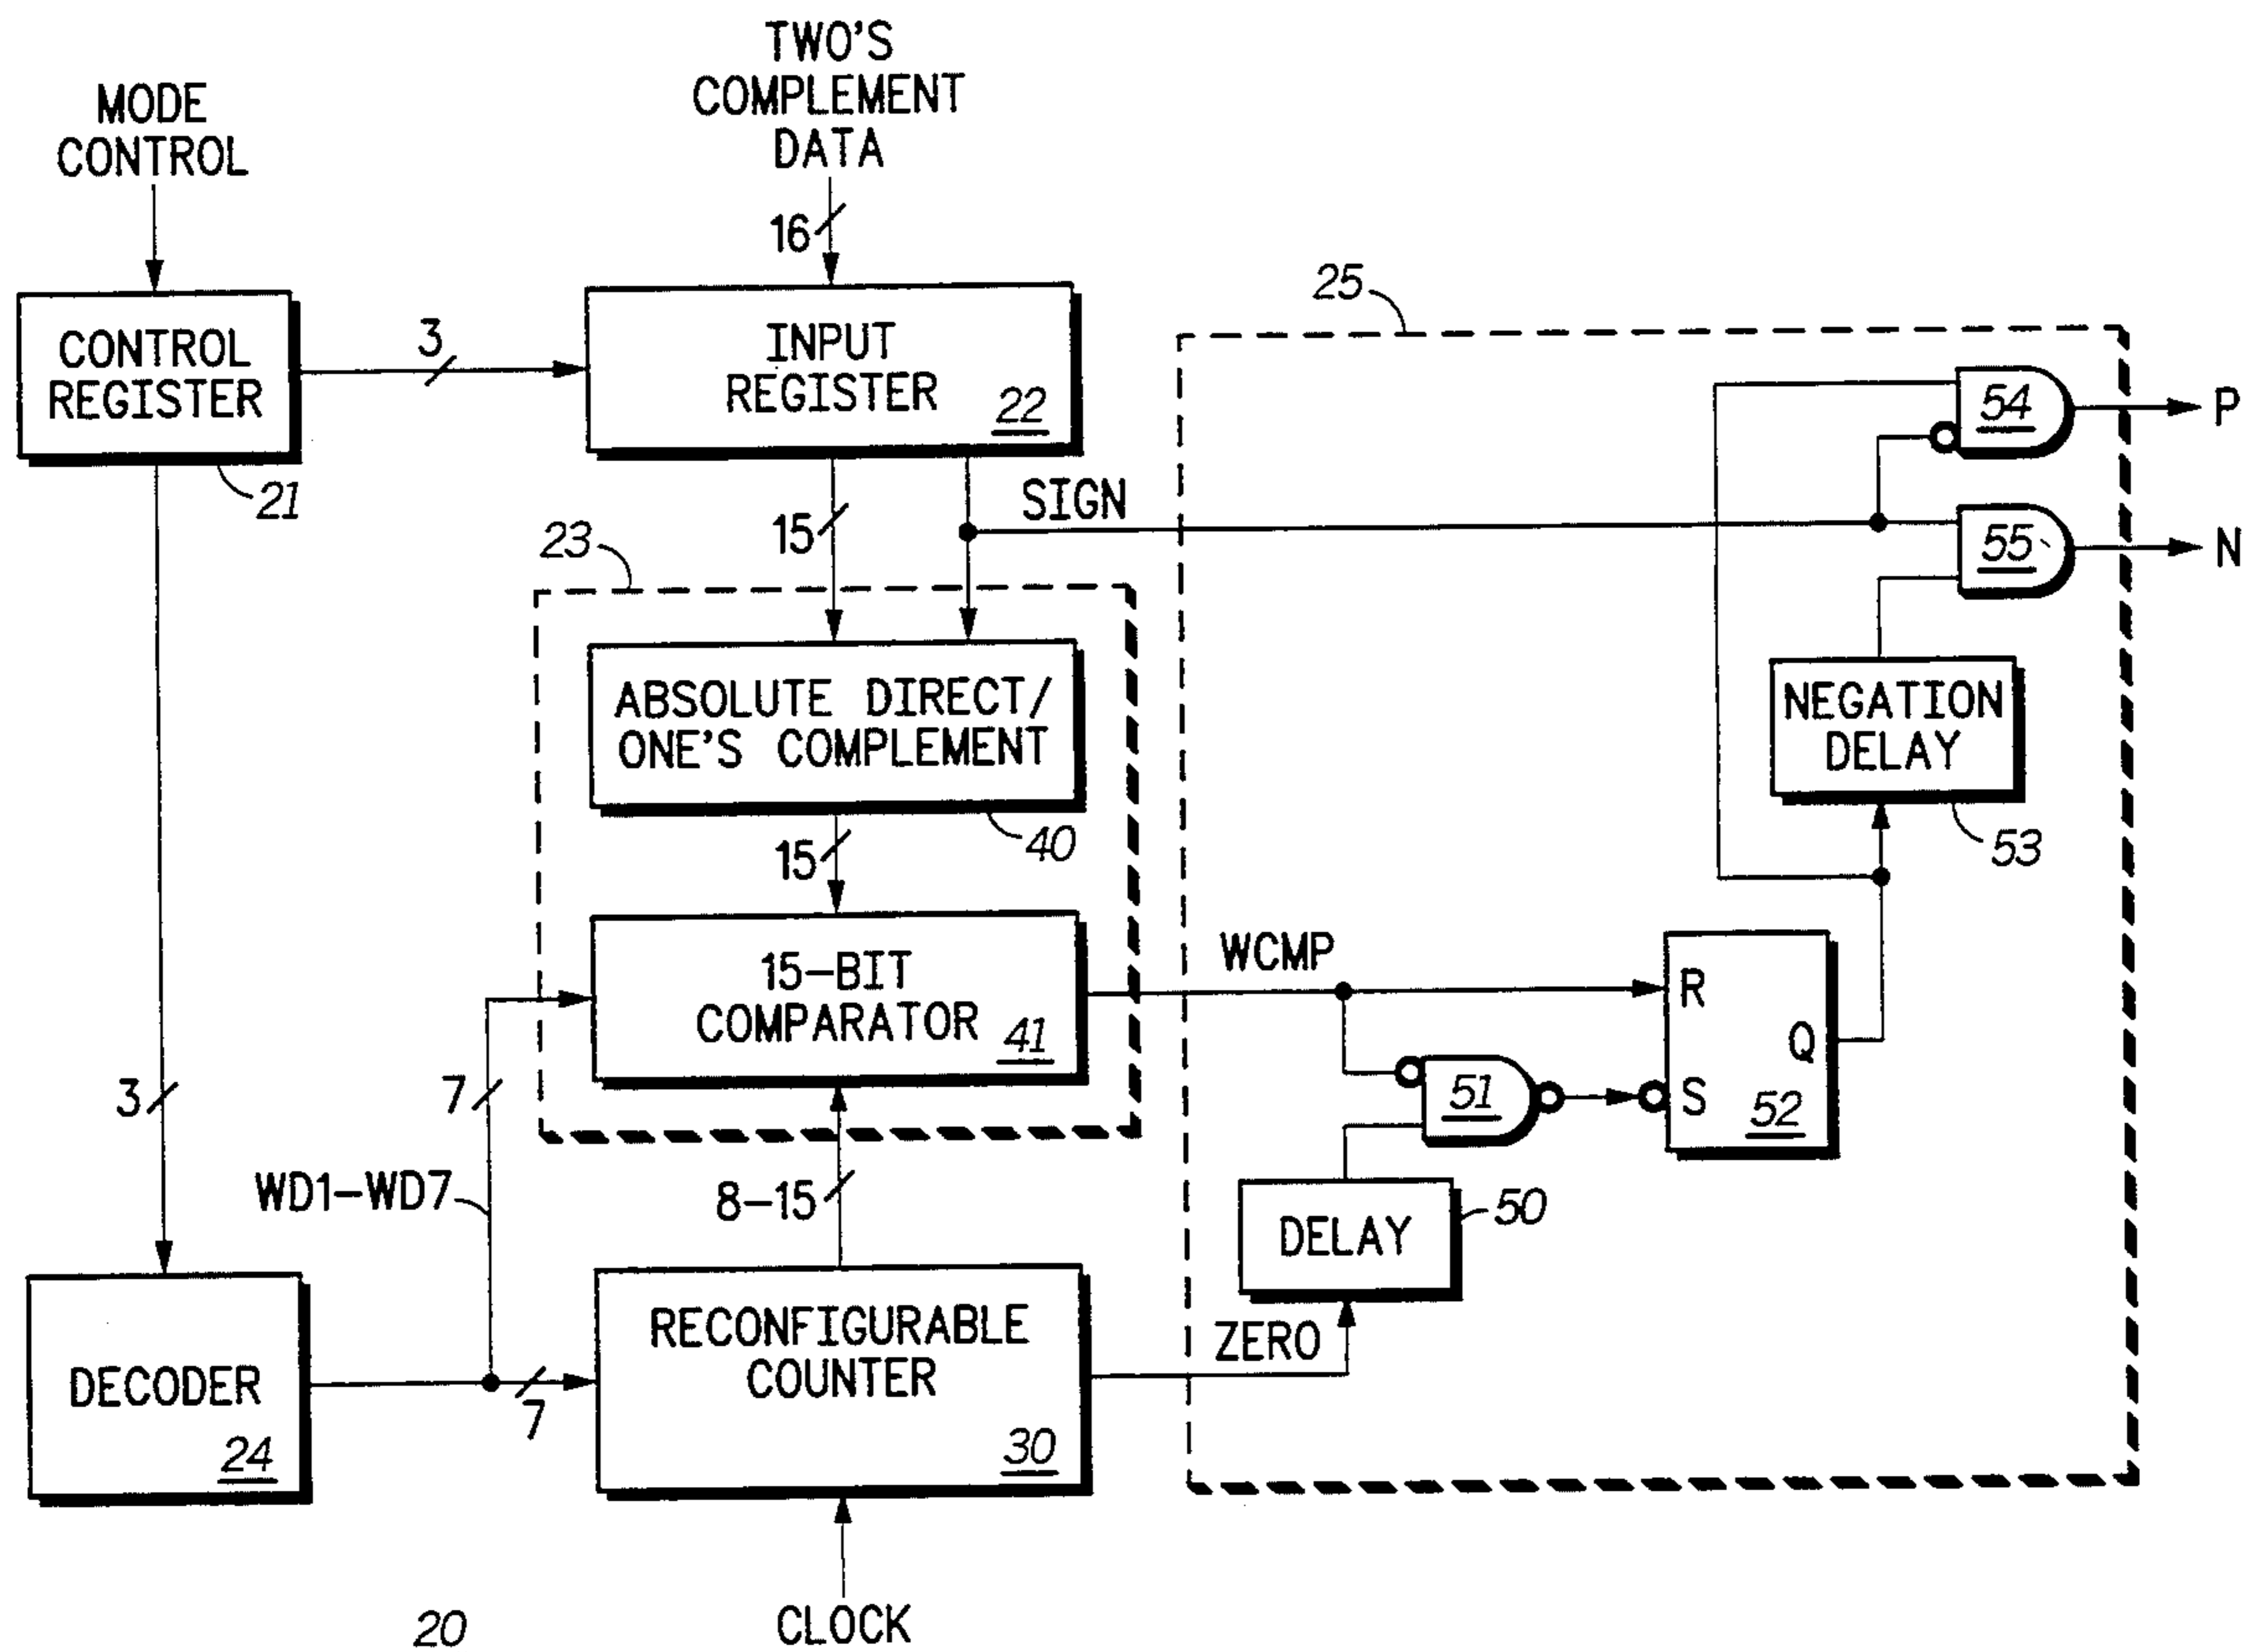 TWO'S
COMPLEMENT
DATA
MODE
CONTROL
16
25
CONTROL
REGISTER
3
INPUT
REGISTER
22
54
P
21
15
SIGN
55
N
23
ABSOLUTE DIRECT/
ONE'S COMPLEMENT
NEGATION
DELAY
40
53
15
15-BIT
COMPARATOR
41
WCMP
R
Q
S
52
51
3
7
WD1-WD7
8-15
DELAY
50
DECODER
24
7
RECONFIGURABLE
COUNTER
30
ZERO
20
CLOCK